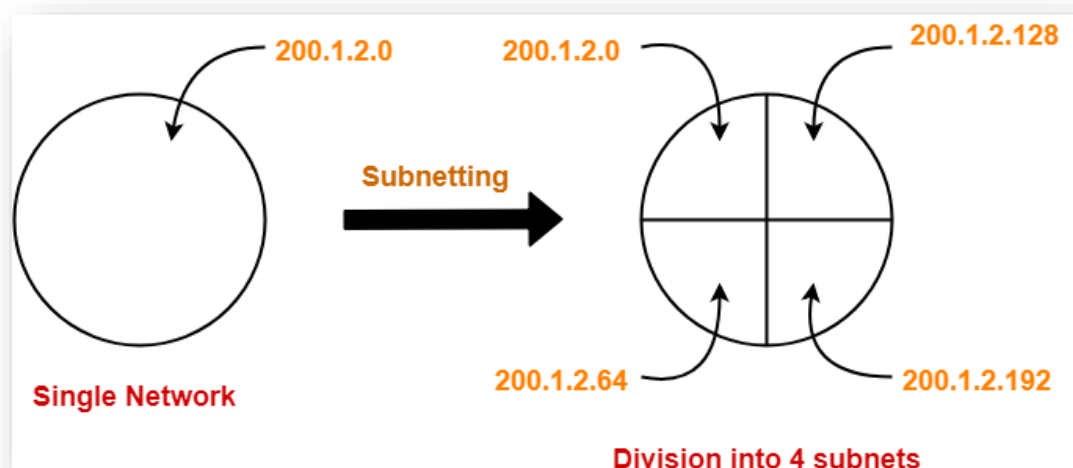 200.1.2.0
200.1.2.0
200.1.2.128
Subnetting
200.1.2.64
200.1.2.192
Single Network
Division into 4 subnets